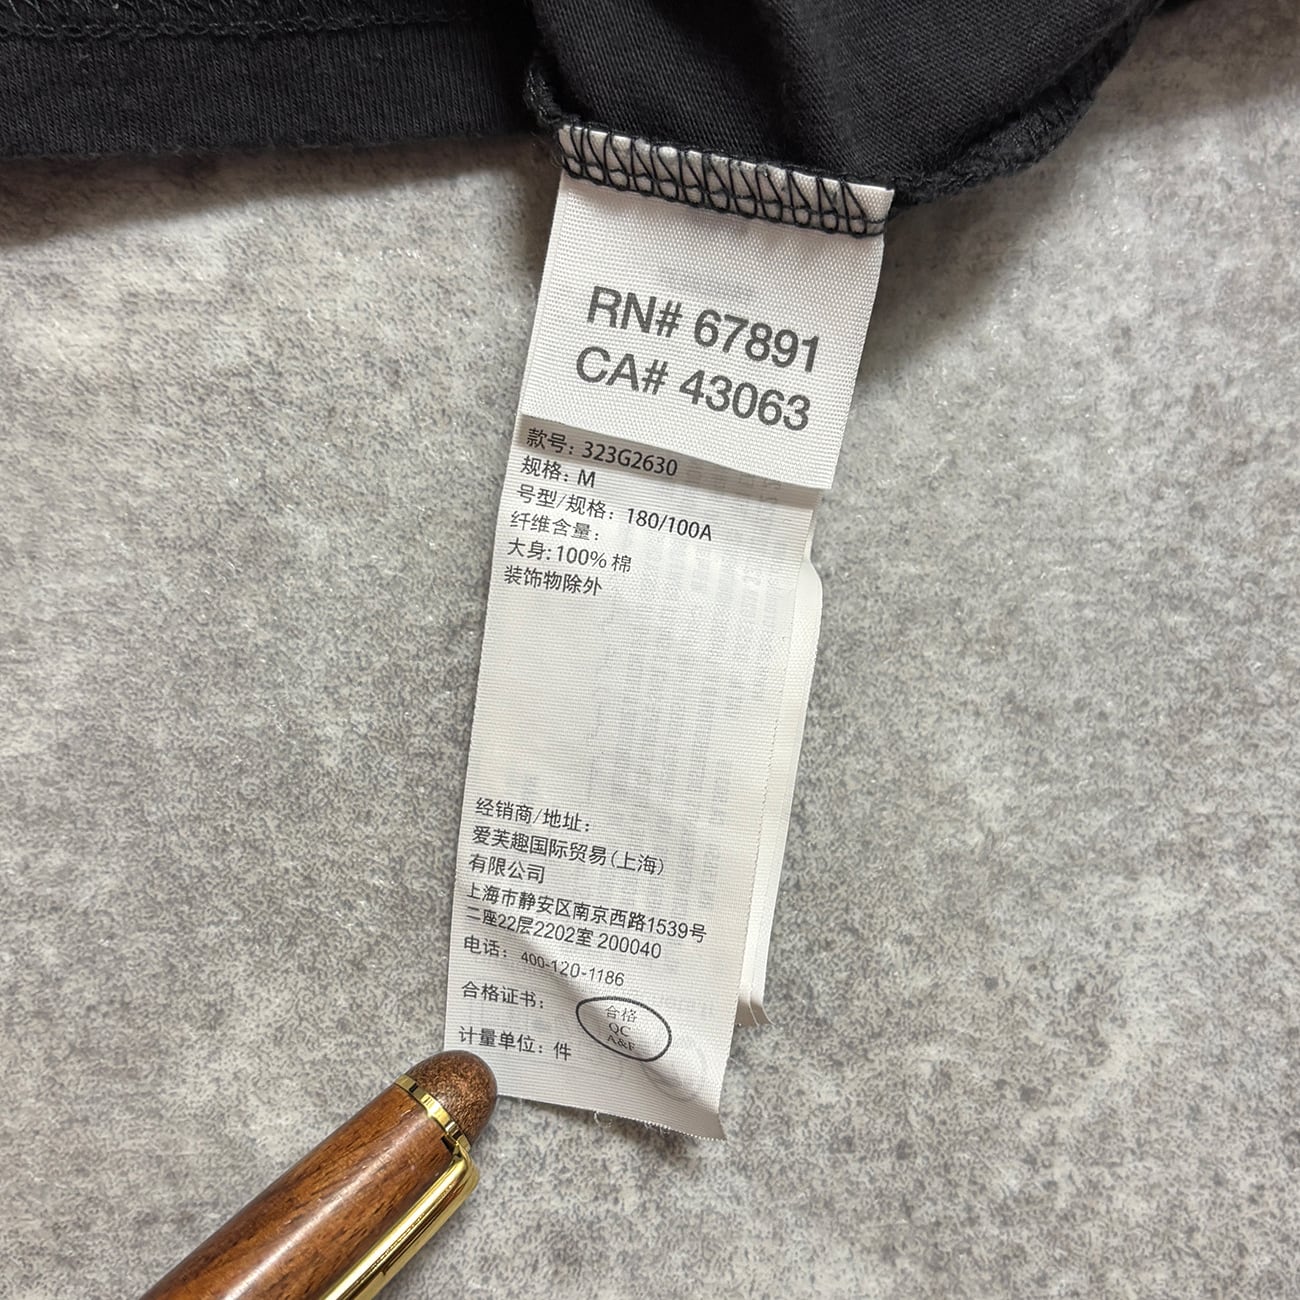 RN# 67891
CA# 43063
款号: 323G2630
规格: M
号型/规格: 180/100A
纤维含量:
大身: 100% 棉
装饰物除外
经销商/地址:
爱芙趣国际贸易(上海)
有限公司
上海市静安区南京西路1539号
二座22层2202室 200040
电话: 400-120-1186
合格证书:
合格
QC
A&F
计量单位: 件